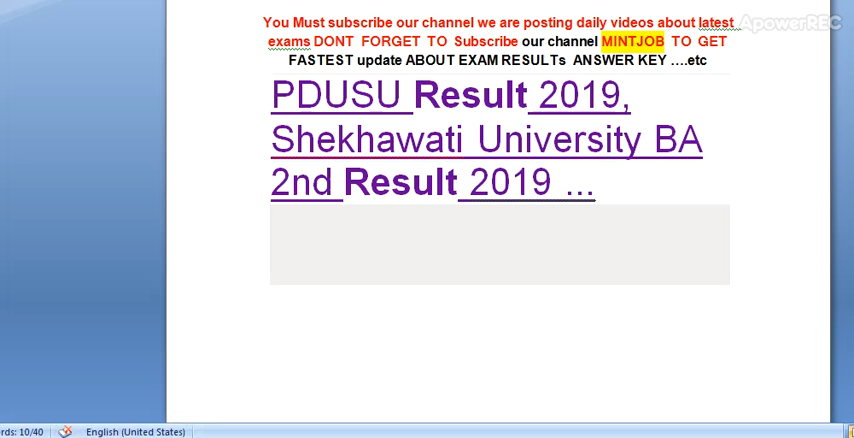 You Must subscribe our channel we are posting daily videos about latest
ApowerREC
exams DONT FORGET TO Subscribe our channel MINTJOB TO GET
FASTEST update ABOUT EXAM RESULTs ANSWER KEY ....etc
PDUSU Result 2019,
Shekhawati University BA
2nd Result 2019 ...
rds: 10/40 English (United States)